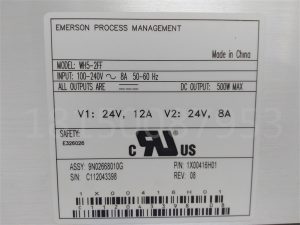 EMERSON PROCESS MANAGEMENT
Made in China
MODEL: WH5-2FF
INPUT: 100-240V ~ 8A 50-60 Hz
ALL OUTPUTS ARE DC OUTPUT: 500W MAX
V1: 24V, 12A V2: 24V, 8A
SAFETY:
E326026
c RU US
ASSY: 9N02668010G P/N: 1X00416H01
S/N: C112043398 REV: 08
1X00416H01